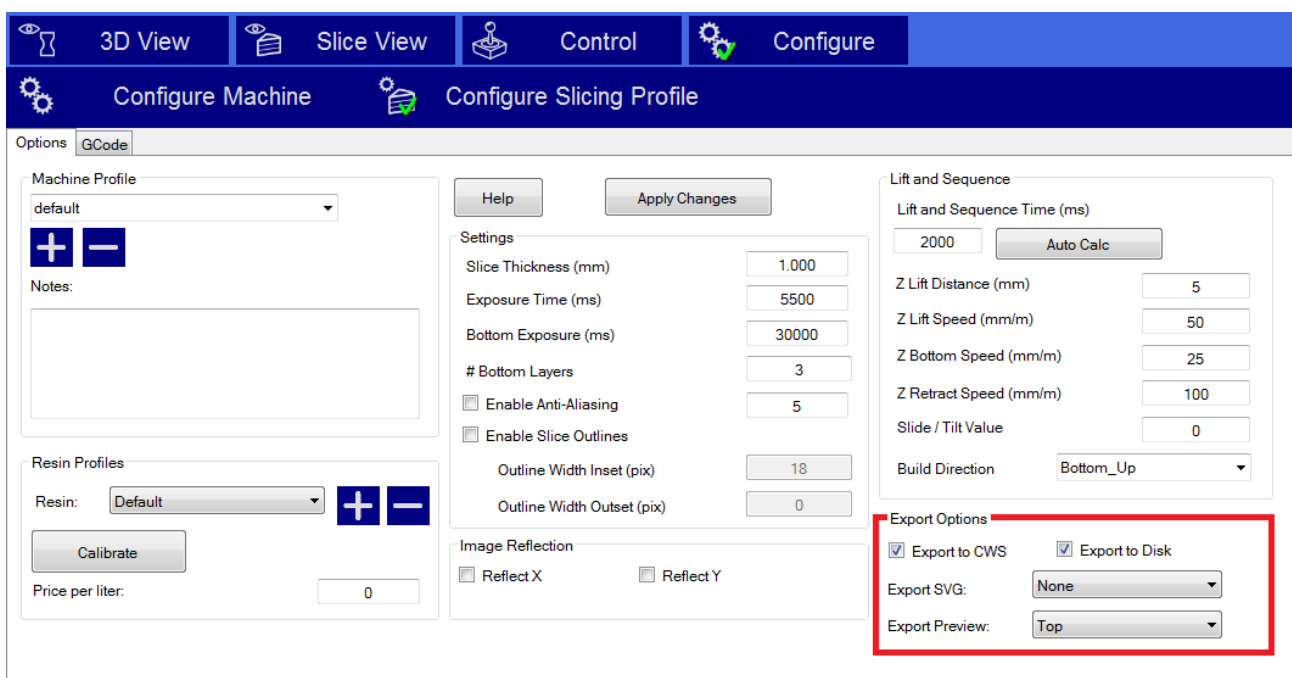 3D View
Slice View
Control
Configure
Configure Machine
Configure Slicing Profile
Options
GCode
Machine Profile
default
Notes:
Resin Profiles
Resin:
Default
Calibrate
Price per liter:
0
Help
Apply Changes
Settings
Slice Thickness (mm)
1.000
Exposure Time (ms)
5500
Bottom Exposure (ms)
30000
# Bottom Layers
3
Enable Anti-Aliasing
5
Enable Slice Outlines
Outline Width Inset (pix)
18
Outline Width Outset (pix)
0
Image Reflection
Reflect X
Reflect Y
Lift and Sequence
Lift and Sequence Time (ms)
2000
Auto Calc
Z Lift Distance (mm)
5
Z Lift Speed (mm/m)
50
Z Bottom Speed (mm/m)
25
Z Retract Speed (mm/m)
100
Slide / Tilt Value
0
Build Direction
Bottom_Up
Export Options
Export to CWS
Export to Disk
Export SVG:
None
Export Preview:
Top